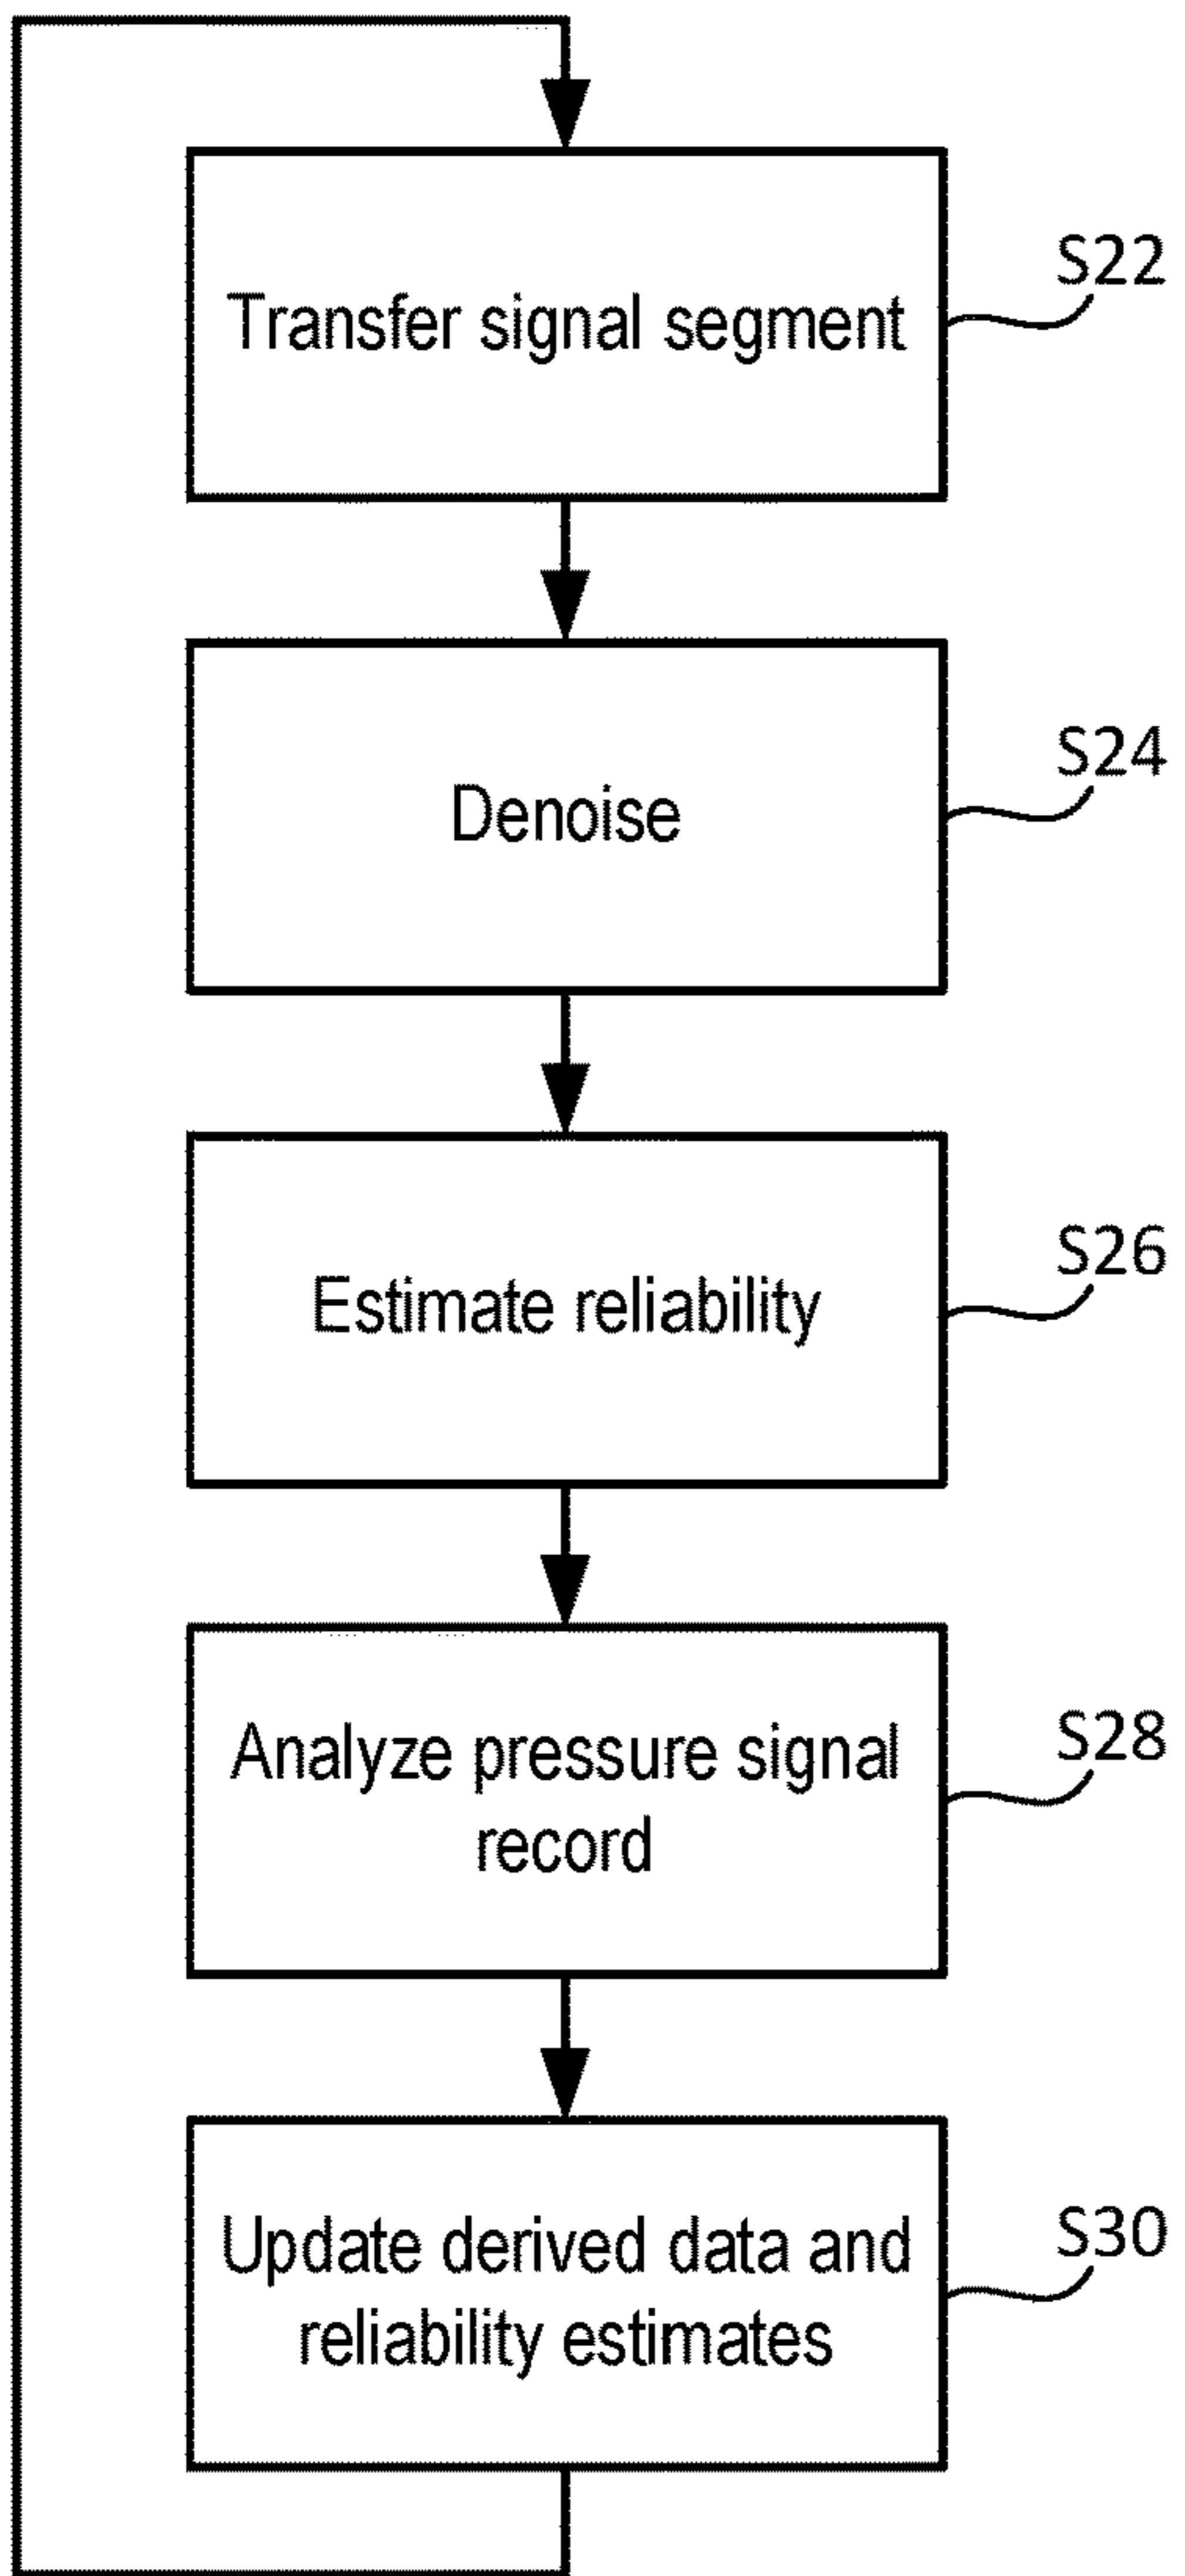 S22
Transfer signal segment
S24
Denoise
S26
Estimate reliability
S28
Analyze pressure signal
record
S30
Update derived data and
reliability estimates